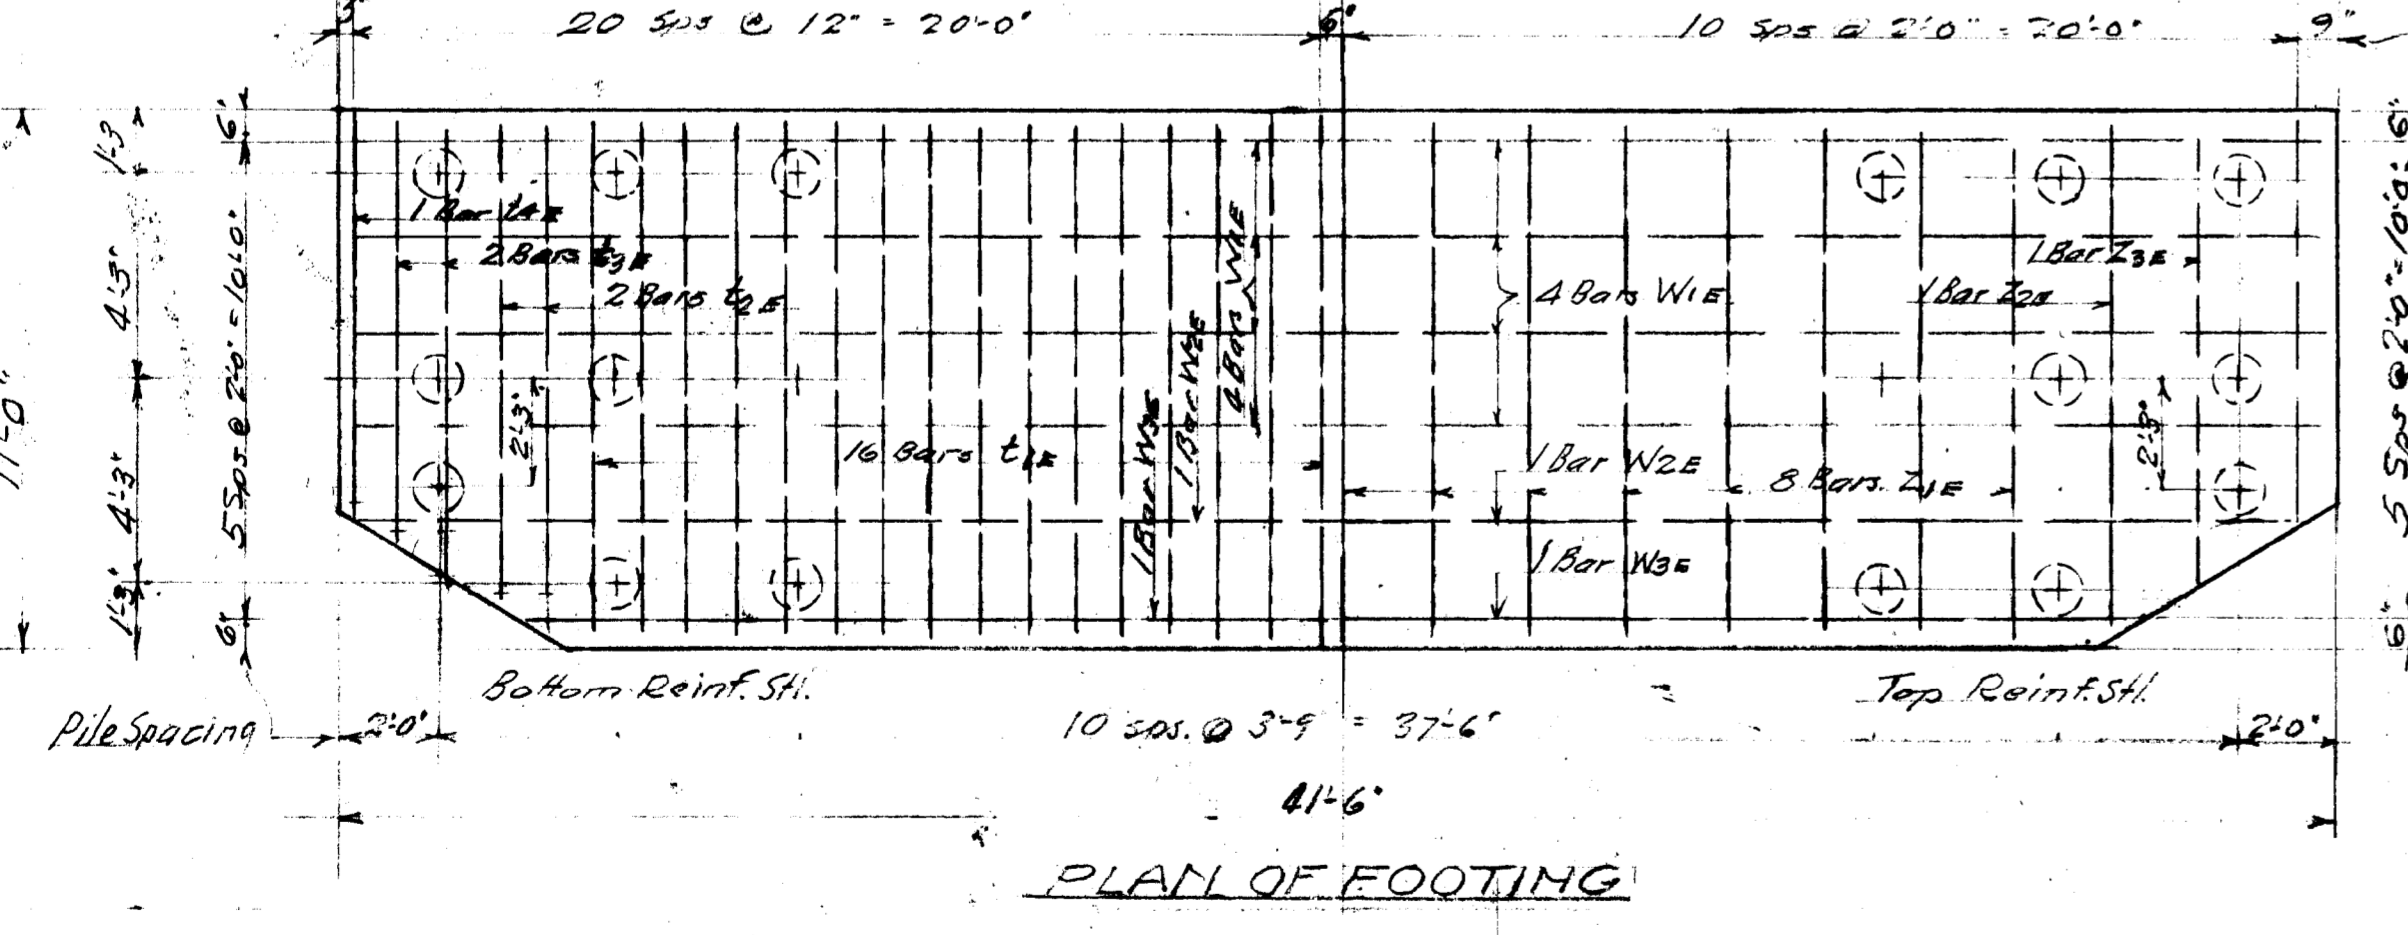 20 Sps @ 12" = 20'-0"
6"
10 Sps @ 2'-0" = 20'-0"
9"
6"
1'-3
4'-3"
4'-3"
1'-3"
11'-0"
5 Sps @ 2'-0" = 10'-0"
6"
1 Bar t4E
2 Bars t3E
2 Bars t2E
2'-3"
16 Bars t1E
1 Bar W3E
1 Bar W2E
4 Bars W1E
4 Bars W1E
1 Bar W2E
1 Bar W3E
8 Bars Z1E
1 Bar Z2E
1 Bar Z3E
2'-3"
6"
5 Sps @ 2'-0" = 10'-0"
6"
Bottom Reinf. Stl.
Top Reinf. Stl.
Pile Spacing
2'-0"
10 sps. @ 3'-9 = 37'-6"
2'-0"
41'-6"
PLAN OF FOOTING